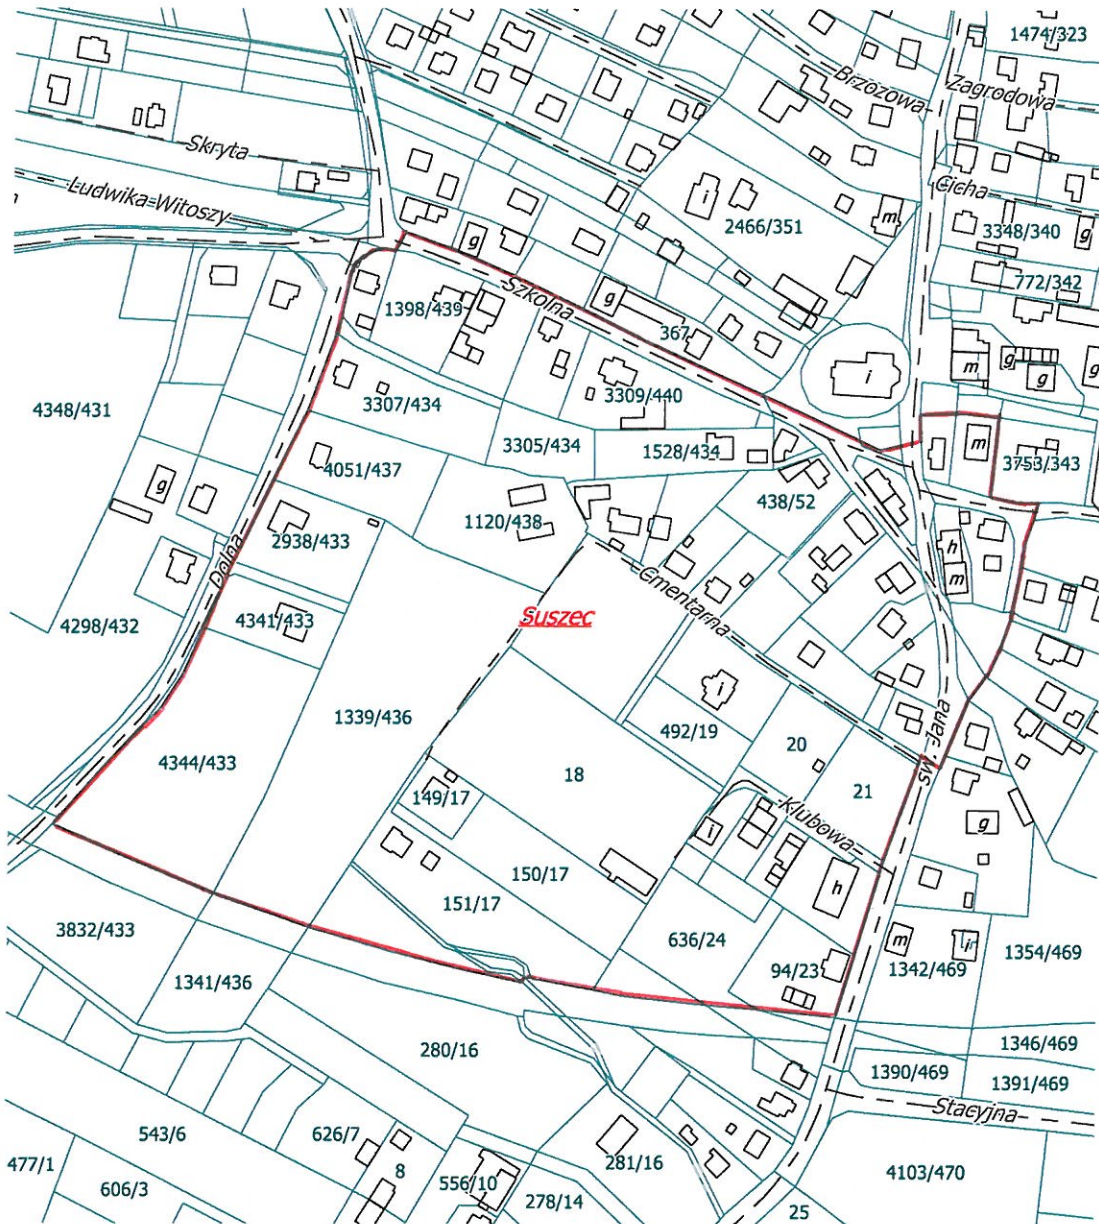 1474/323
Brzozowa
Zagrodowa
Skryta
Ludwika Witoszy
Cicha
i
2466/351
m
3348/340
g
g
772/342
1398/439
Szkolna
g
367
i
m
g
g
g
4348/431
3307/434
3309/440
3305/434
1528/434
m
3753/343
4051/437
g
438/52
1120/438
2938/433
h
m
Dolna
Cmentarna
4298/432
4341/433
Suszec
i
św. Jana
1339/436
492/19
20
4344/433
18
21
149/17
Klubowa
i
g
150/17
h
151/17
3832/433
636/24
m
i
1354/469
1341/436
94/23
1342/469
280/16
1346/469
1390/469
1391/469
Stacyjna
543/6
626/7
477/1
8
556/10
281/16
4103/470
606/3
278/14
25